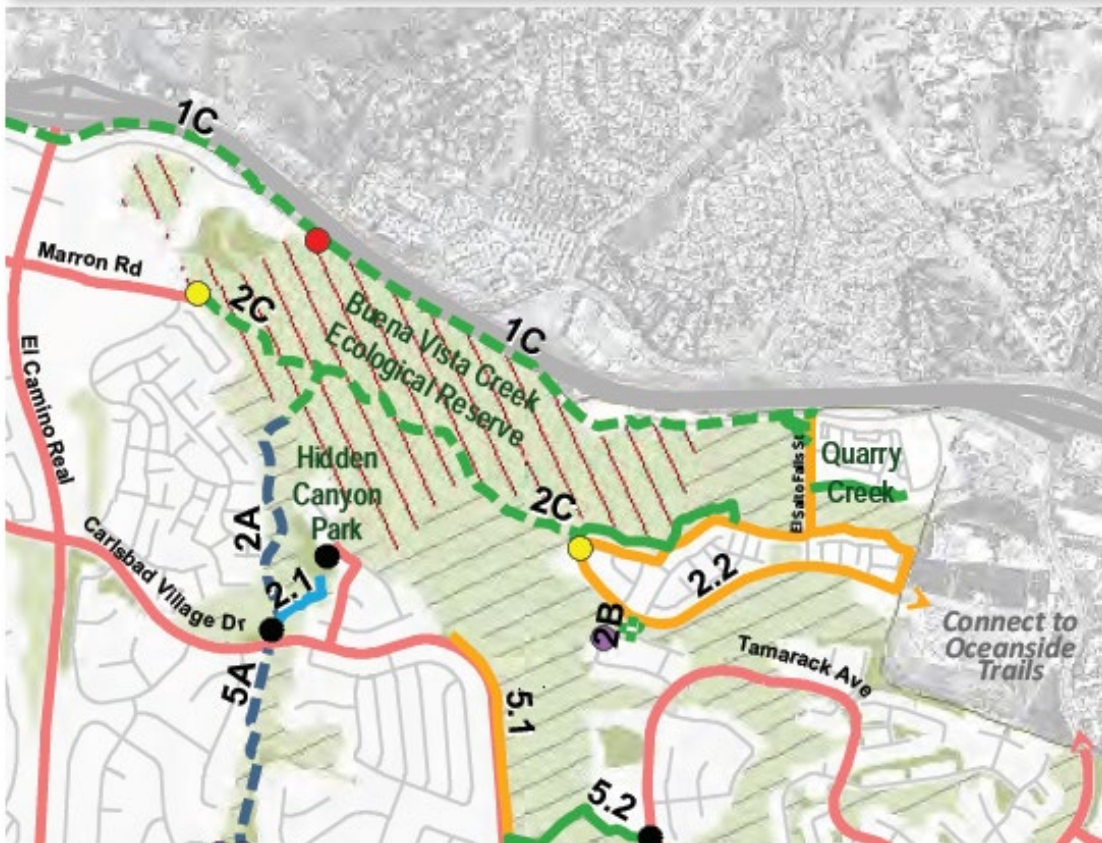 1C
Marron Rd
2C
Buena Vista Creek
Ecological Reserve
1C
El Camino Real
Hidden
Canyon
Park
2A
2C
El Salto Falls St
Quarry
Creek
Carlsbad Village Dr
2.1
2.2
2B
5A
5.1
Tamarack Ave
Connect to
Oceanside
Trails
5.2